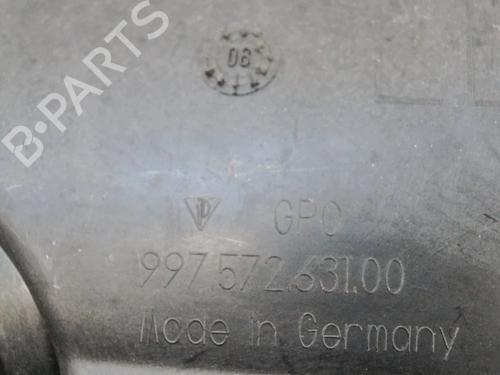 B-PARTS
08
GPO
997.572.631.00
Made in Germany